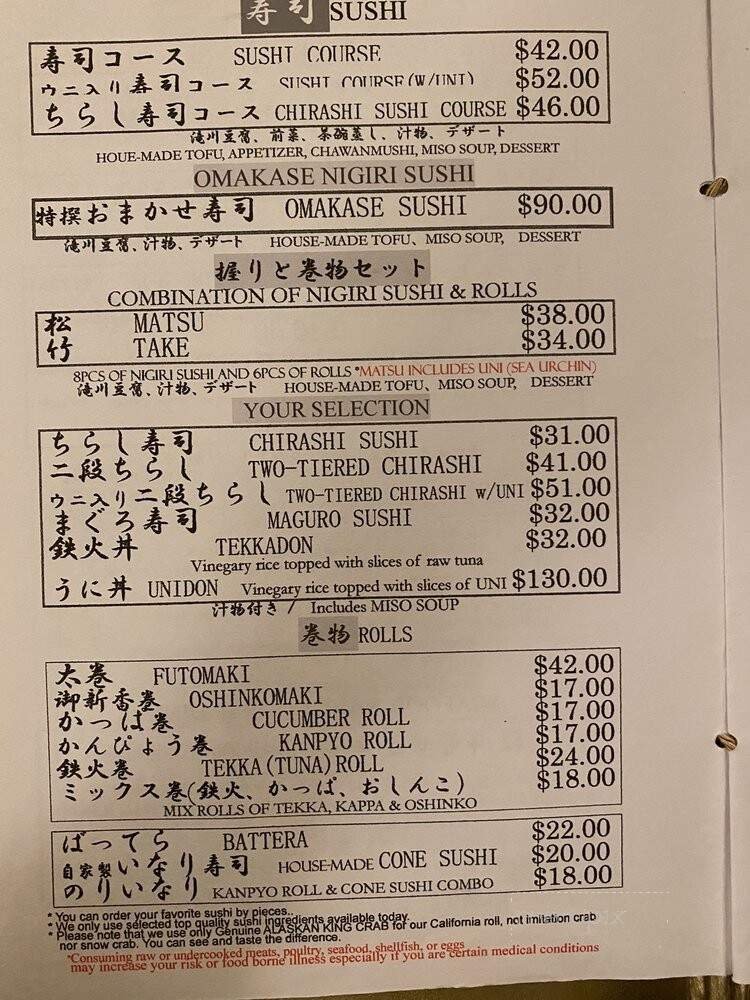 寿司 SUSHI
寿司コース SUSHI COURSE $42.00
ウニ入り寿司コース SUSHI COURSE(W/UNI) $52.00
ちらし寿司コース CHIRASHI SUSHI COURSE $46.00
滝川豆腐、前菜、茶碗蒸し、汁物、デザート
HOUE-MADE TOFU, APPETIZER, CHAWANMUSHI, MISO SOUP, DESSERT
OMAKASE NIGIRI SUSHI
特撰おまかせ寿司 OMAKASE SUSHI $90.00
滝川豆腐、汁物、デザート HOUSE-MADE TOFU、MISO SOUP, DESSERT
握りと巻物セット
COMBINATION OF NIGIRI SUSHI & ROLLS
松 MATSU $38.00
竹 TAKE $34.00
8PCS OF NIGIRI SUSHI AND 6PCS OF ROLLS *MATSU INCLUDES UNI (SEA URCHIN)
滝川豆腐、汁物、デザート HOUSE-MADE TOFU、MISO SOUP, DESSERT
YOUR SELECTION
ちらし寿司 CHIRASHI SUSHI $31.00
二段ちらし TWO-TIERED CHIRASHI $41.00
ウニ入り二段ちらし TWO-TIERED CHIRASHI w/UNI $51.00
まぐろ寿司 MAGURO SUSHI $32.00
鉄火丼 TEKKADON $32.00
Vinegary rice topped with slices of raw tuna
うに丼 UNIDON Vinegary rice topped with slices of UNI $130.00
汁物付き / Includes MISO SOUP
巻物 ROLLS
太巻 FUTOMAKI $42.00
御新香巻 OSHINKOMAKI $17.00
かっぱ巻 CUCUMBER ROLL $17.00
かんぴょう巻 KANPYO ROLL $17.00
鉄火巻 TEKKA(TUNA)ROLL $24.00
ミックス巻(鉄火、かっぱ、おしんこ) $18.00
MIX ROLLS OF TEKKA, KAPPA & OSHINKO
ばってら BATTERA $22.00
自家製いなり寿司 HOUSE-MADE CONE SUSHI $20.00
のりいなり KANPYO ROLL & CONE SUSHI COMBO $18.00
* You can order your favorite sushi by pieces..
* We only use selected top quality sushi ingredients available today.
* Please note that we use only Genuine ALASKAN KING CRAB for our California roll, not imitation crab
nor snow crab. You can see and taste the difference.
*Consuming raw or undercooked meats, poultry, seafood, shellfish, or eggs
may increase your risk of food borne illness especially if you are certain medical conditions